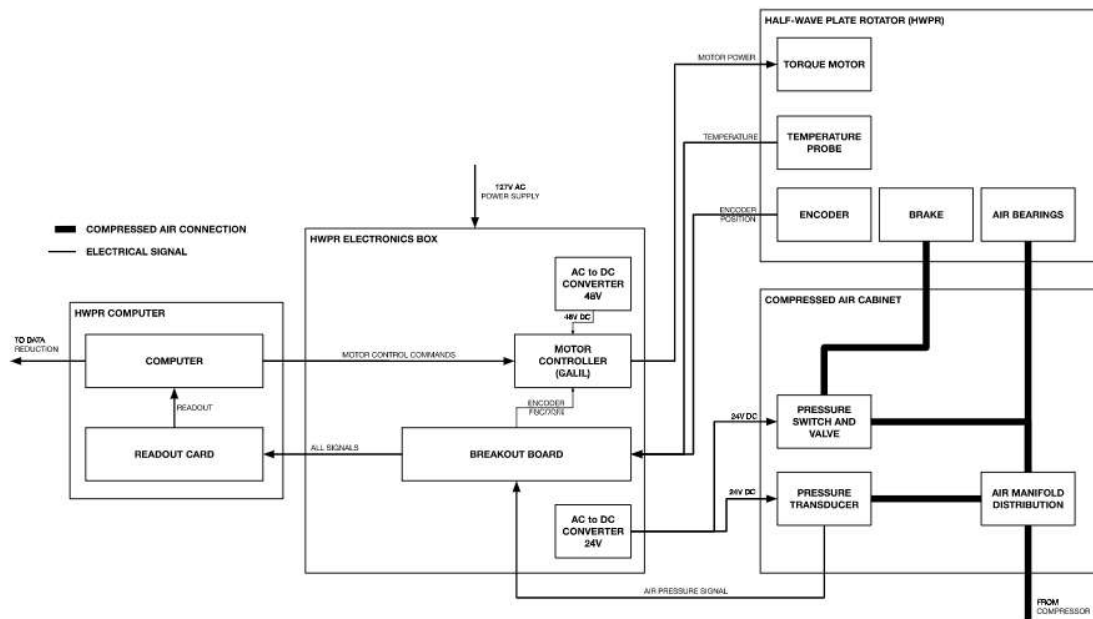 HALF-WAVE PLATE ROTATOR (HWPR)
MOTOR POWER
TORQUE MOTOR
TEMPERATURE
TEMPERATURE
PROBE
127V AC
POWER SUPPLY
ENCODER
POSITION
ENCODER
BRAKE
AIR BEARINGS
COMPRESSED AIR CONNECTION
ELECTRICAL SIGNAL
HWPR ELECTRONICS BOX
AC to DC
CONVERTER
48V
48V DC
COMPRESSED AIR CABINET
HWPR COMPUTER
TO DATA
REDUCTION
COMPUTER
MOTOR CONTROL COMMANDS
MOTOR
CONTROLLER
(GALIL)
READOUT
ENCODER
24V DC
PRESSURE
SWITCH AND
VALVE
READOUT CARD
ALL SIGNALS
BREAKOUT BOARD
24V DC
PRESSURE
TRANSDUCER
AIR MANIFOLD
DISTRIBUTION
AC to DC
CONVERTER
24V
AIR PRESSURE SIGNAL
FROM
COMPRESSOR